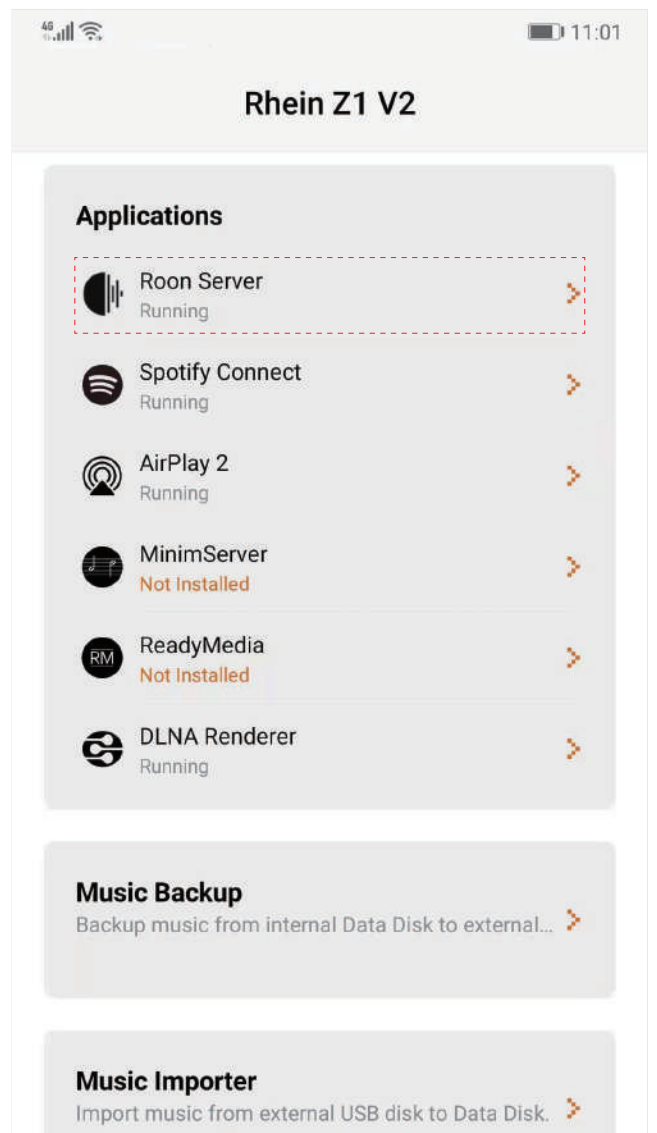 4G 11:01
Rhein Z1 V2
Applications
Roon Server
Running
Spotify Connect
Running
AirPlay 2
Running
MinimServer
Not Installed
RM
ReadyMedia
Not Installed
DLNA Renderer
Running
Music Backup
Backup music from internal Data Disk to external...
Music Importer
Import music from external USB disk to Data Disk.